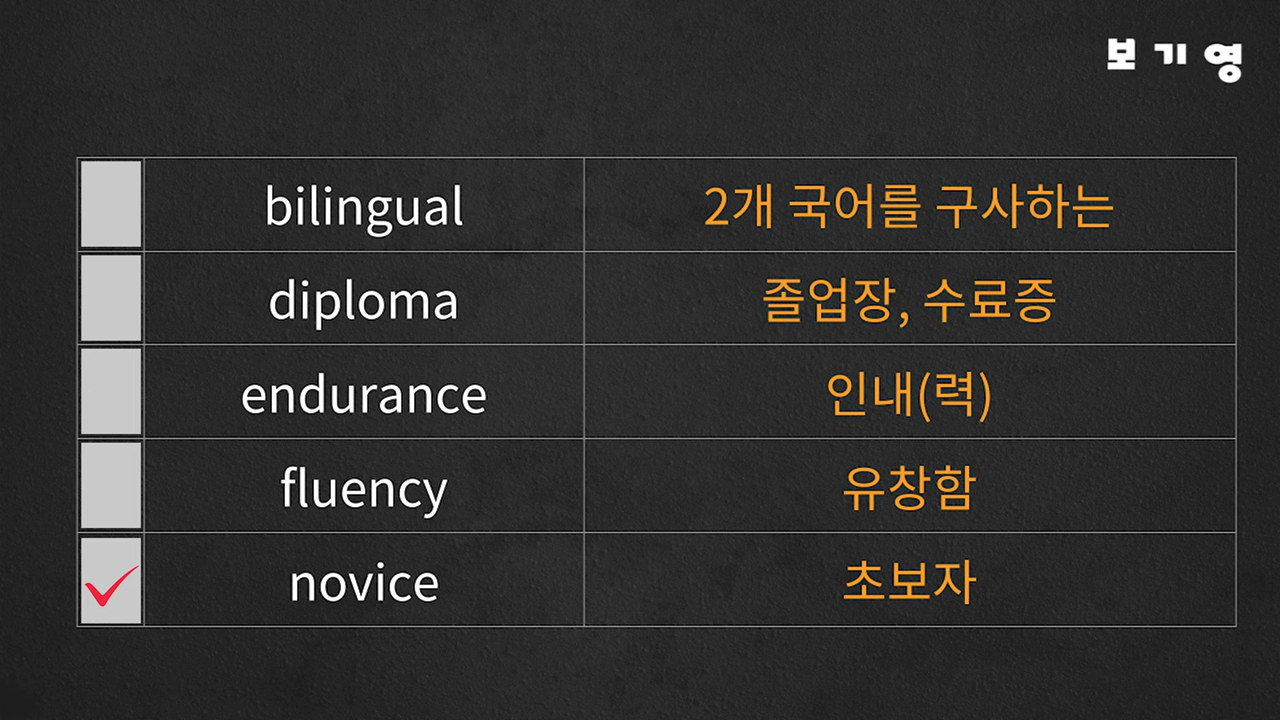 보기영
bilingual 2개 국어를 구사하는
diploma 졸업장, 수료증
endurance 인내(력)
fluency 유창함
novice 초보자